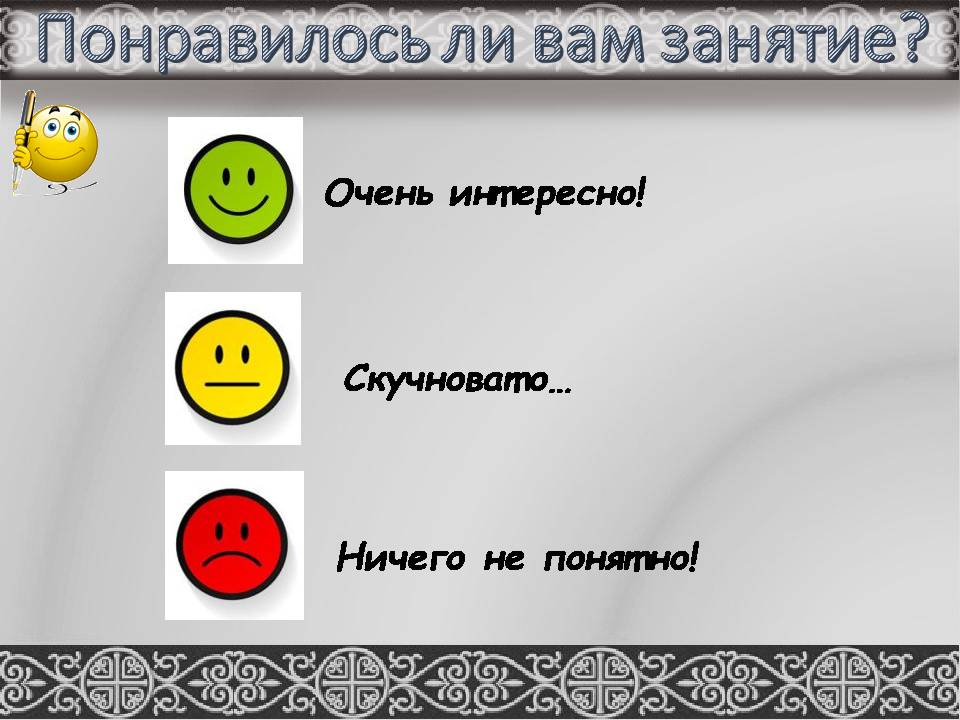 Понравилось ли вам занятие?
Очень интересно!
Скучновато...
Ничего не понятно!